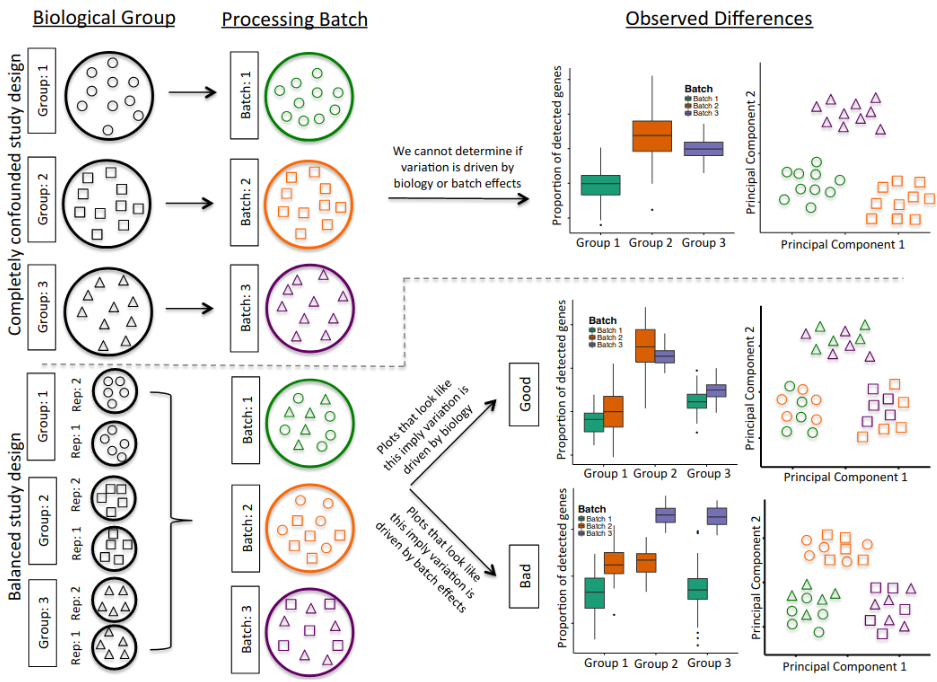 Biological Group
Processing Batch
Observed Differences
Completely confounded study design
Group: 1
Batch: 1
Group: 2
Batch: 2
Group: 3
Batch: 3
We cannot determine if
variation is driven by
biology or batch effects
Proportion of detected genes
Batch
Batch 1
Batch 2
Batch 3
Group 1
Group 2
Group 3
Principal Component 2
Principal Component 1
Balanced study design
Group: 1
Rep: 2
Rep: 1
Group: 2
Rep: 2
Rep: 1
Group: 3
Rep: 2
Rep: 1
Batch: 1
Batch: 2
Batch: 3
Plots that look like
this imply variation is
driven by biology
Good
Plots that look like
this imply variation is
driven by batch effects
Bad
Proportion of detected genes
Batch
Batch 1
Batch 2
Batch 3
Group 1
Group 2
Group 3
Principal Component 2
Principal Component 1
Proportion of detected genes
Batch
Batch 1
Batch 2
Batch 3
Group 1
Group 2
Group 3
Principal Component 2
Principal Component 1